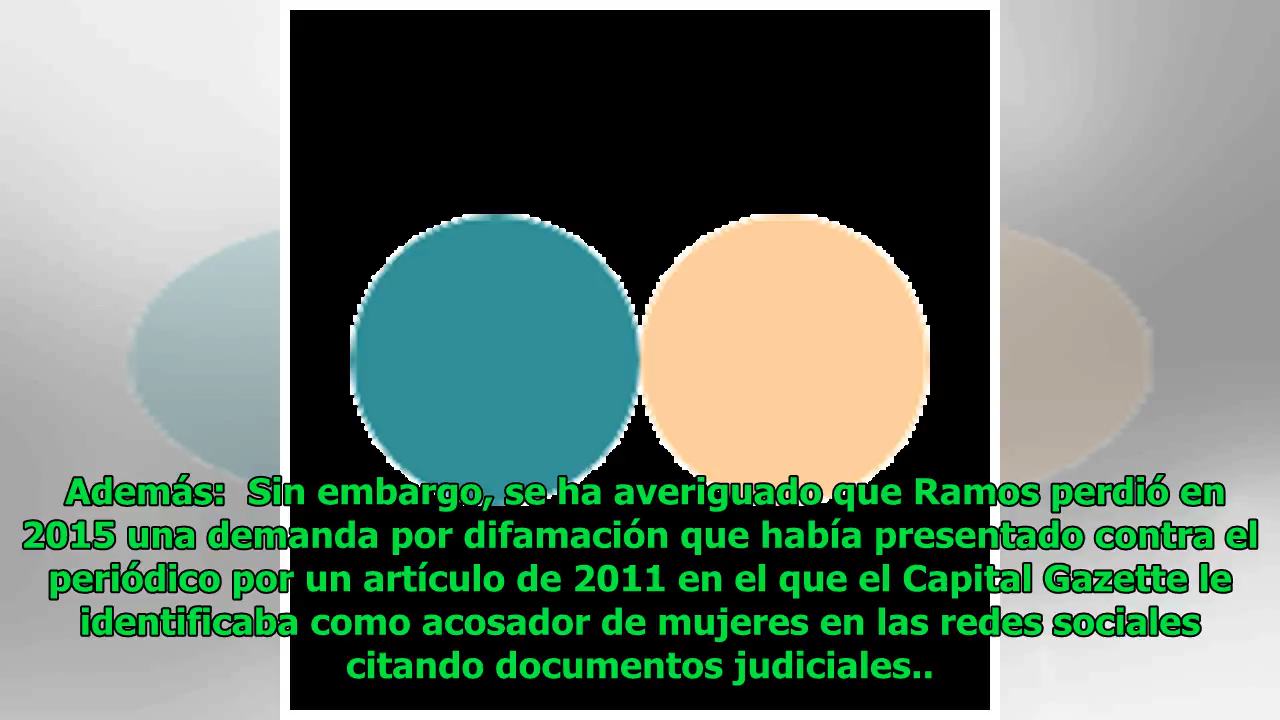 Además:  Sin embargo, se ha averiguado que Ramos perdió en
2015 una demanda por difamación que había presentado contra el
periódico por un artículo de 2011 en el que el Capital Gazette le
identificaba como acosador de mujeres en las redes sociales
citando documentos judiciales..